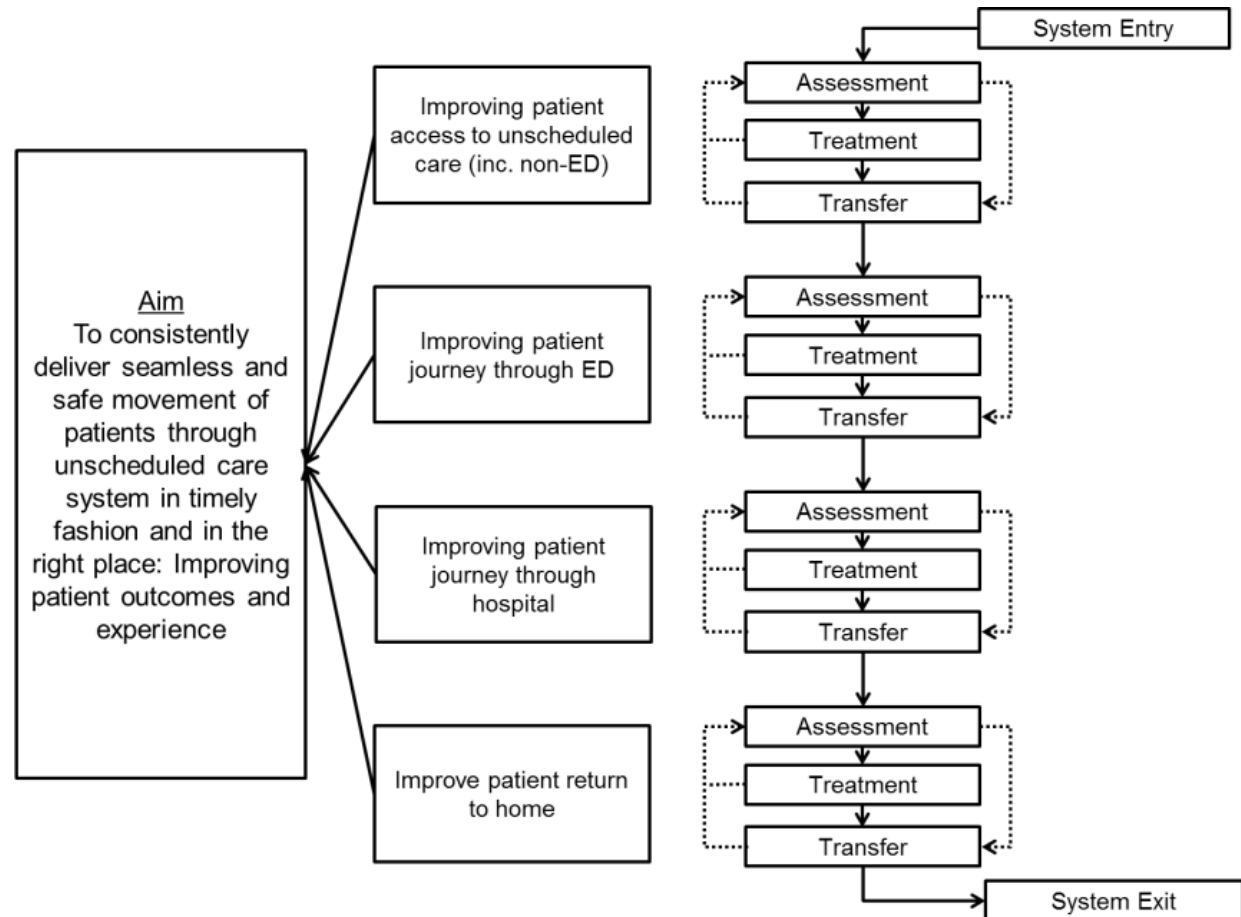 System Entry
Aim
To consistently
deliver seamless and
safe movement of
patients through
unscheduled care
system in timely
fashion and in the
right place: Improving
patient outcomes and
experience
Improving patient
access to unscheduled
care (inc. non-ED)
Improving patient
journey through ED
Improving patient
journey through
hospital
Improve patient return
to home
Assessment
Treatment
Transfer
Assessment
Treatment
Transfer
Assessment
Treatment
Transfer
Assessment
Treatment
Transfer
System Exit